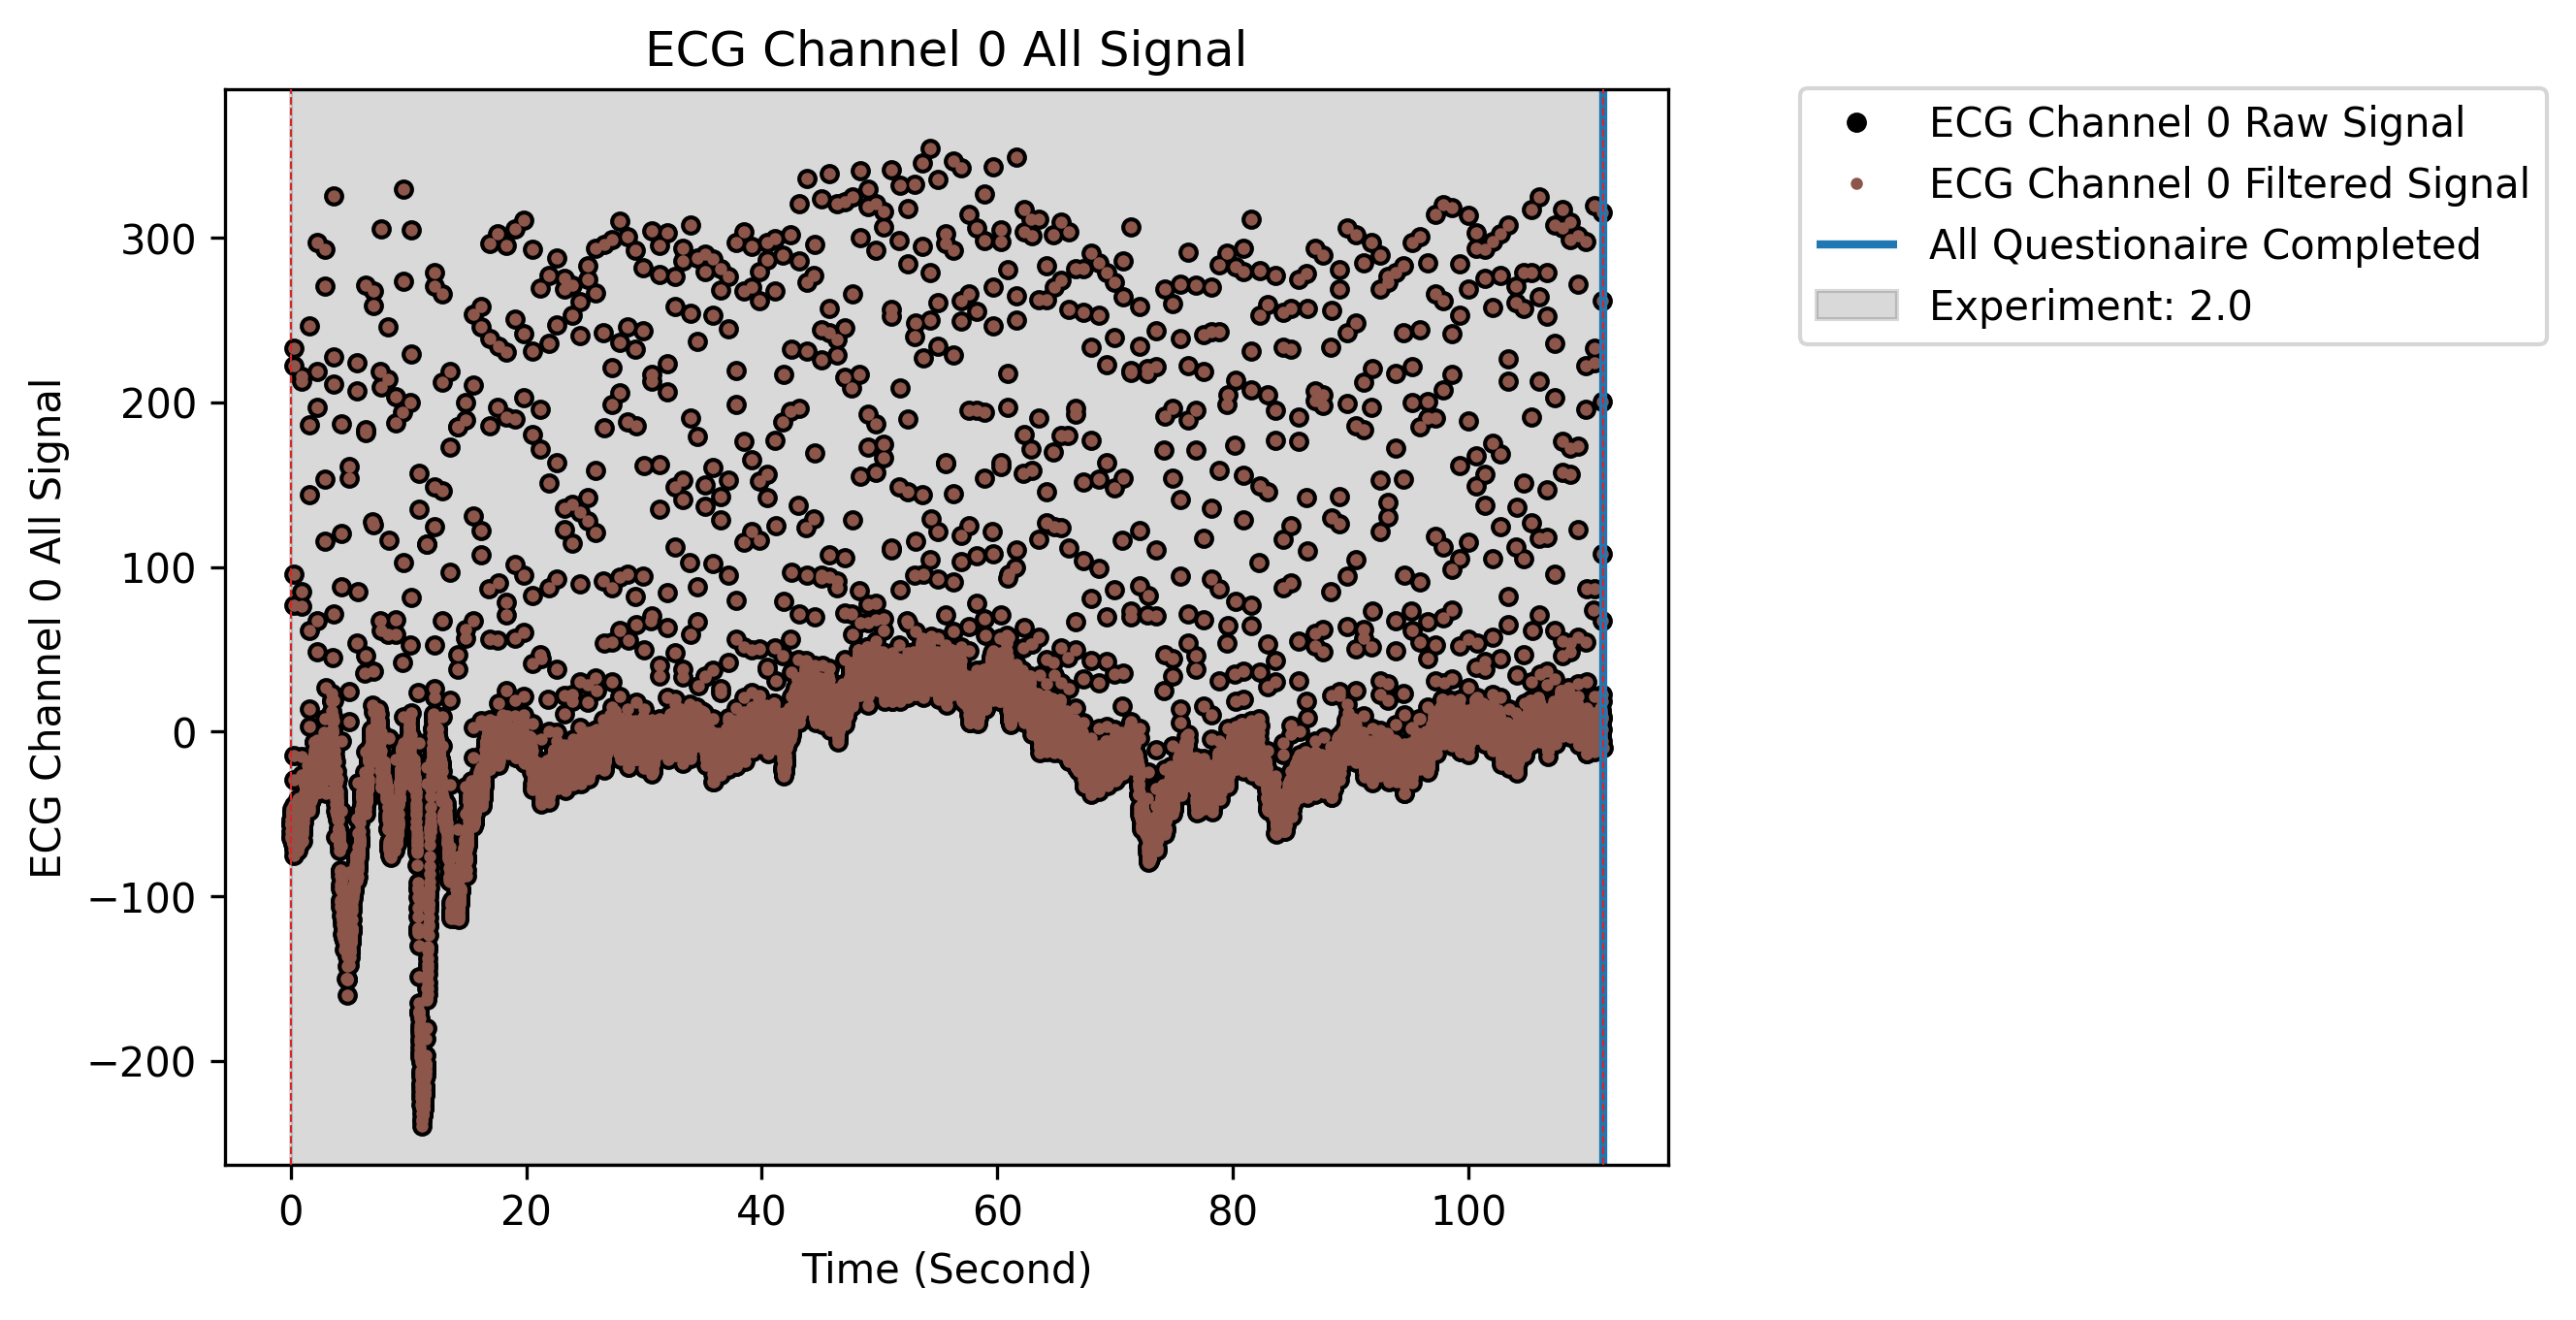 ECG Channel 0 All Signal
ECG Channel 0 Raw Signal
ECG Channel 0 Filtered Signal
All Questionaire Completed
Experiment: 2.0
ECG Channel 0 All Signal
300
200
100
0
−100
−200
0 20 40 60 80 100
Time (Second)